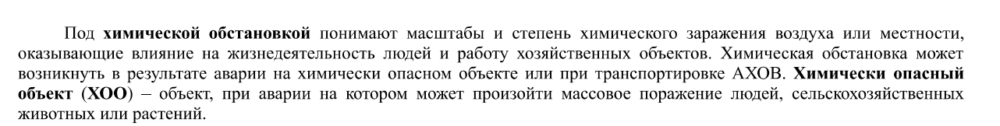 Под химической обстановкой понимают масштабы и степень химического заражения воздуха или местности,
оказывающие влияние на жизнедеятельность людей и работу хозяйственных объектов. Химическая обстановка может
возникнуть в результате аварии на химически опасном объекте или при транспортировке АХОВ. Химически опасный
объект (ХОО) – объект, при аварии на котором может произойти массовое поражение людей, сельскохозяйственных
животных или растений.